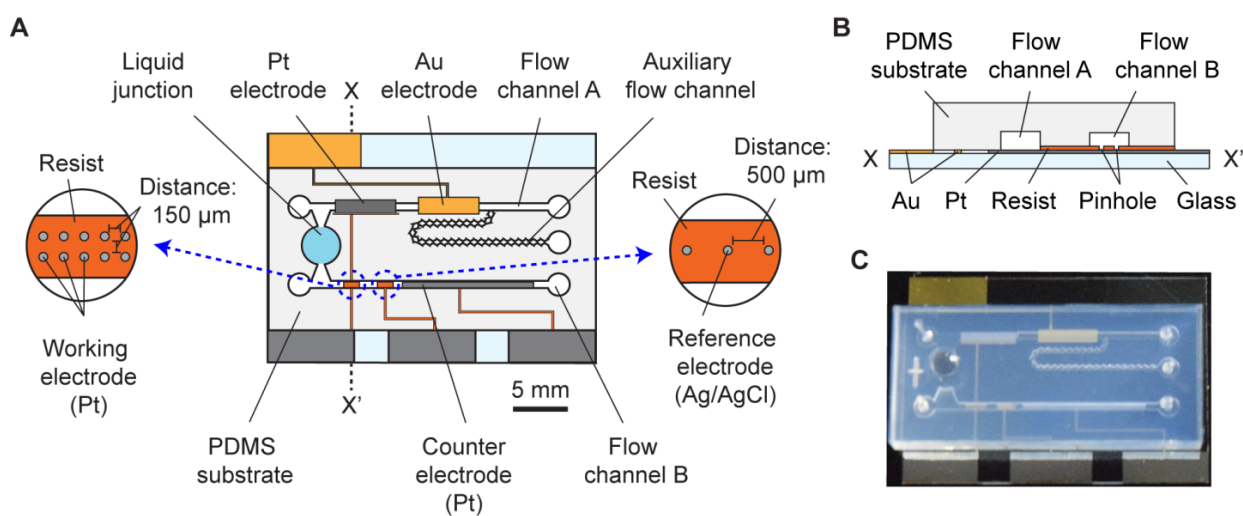 A
Liquid
junction
Pt
electrode
X
Au
electrode
Flow
channel A
Auxiliary
flow channel
Resist
Distance:
150 µm
Working
electrode
(Pt)
Distance:
500 µm
Resist
Reference
electrode
(Ag/AgCl)
5 mm
X'
PDMS
substrate
Counter
electrode
(Pt)
Flow
channel B
B
PDMS
substrate
Flow
channel A
Flow
channel B
X
X'
Au
Pt
Resist
Pinhole
Glass
C